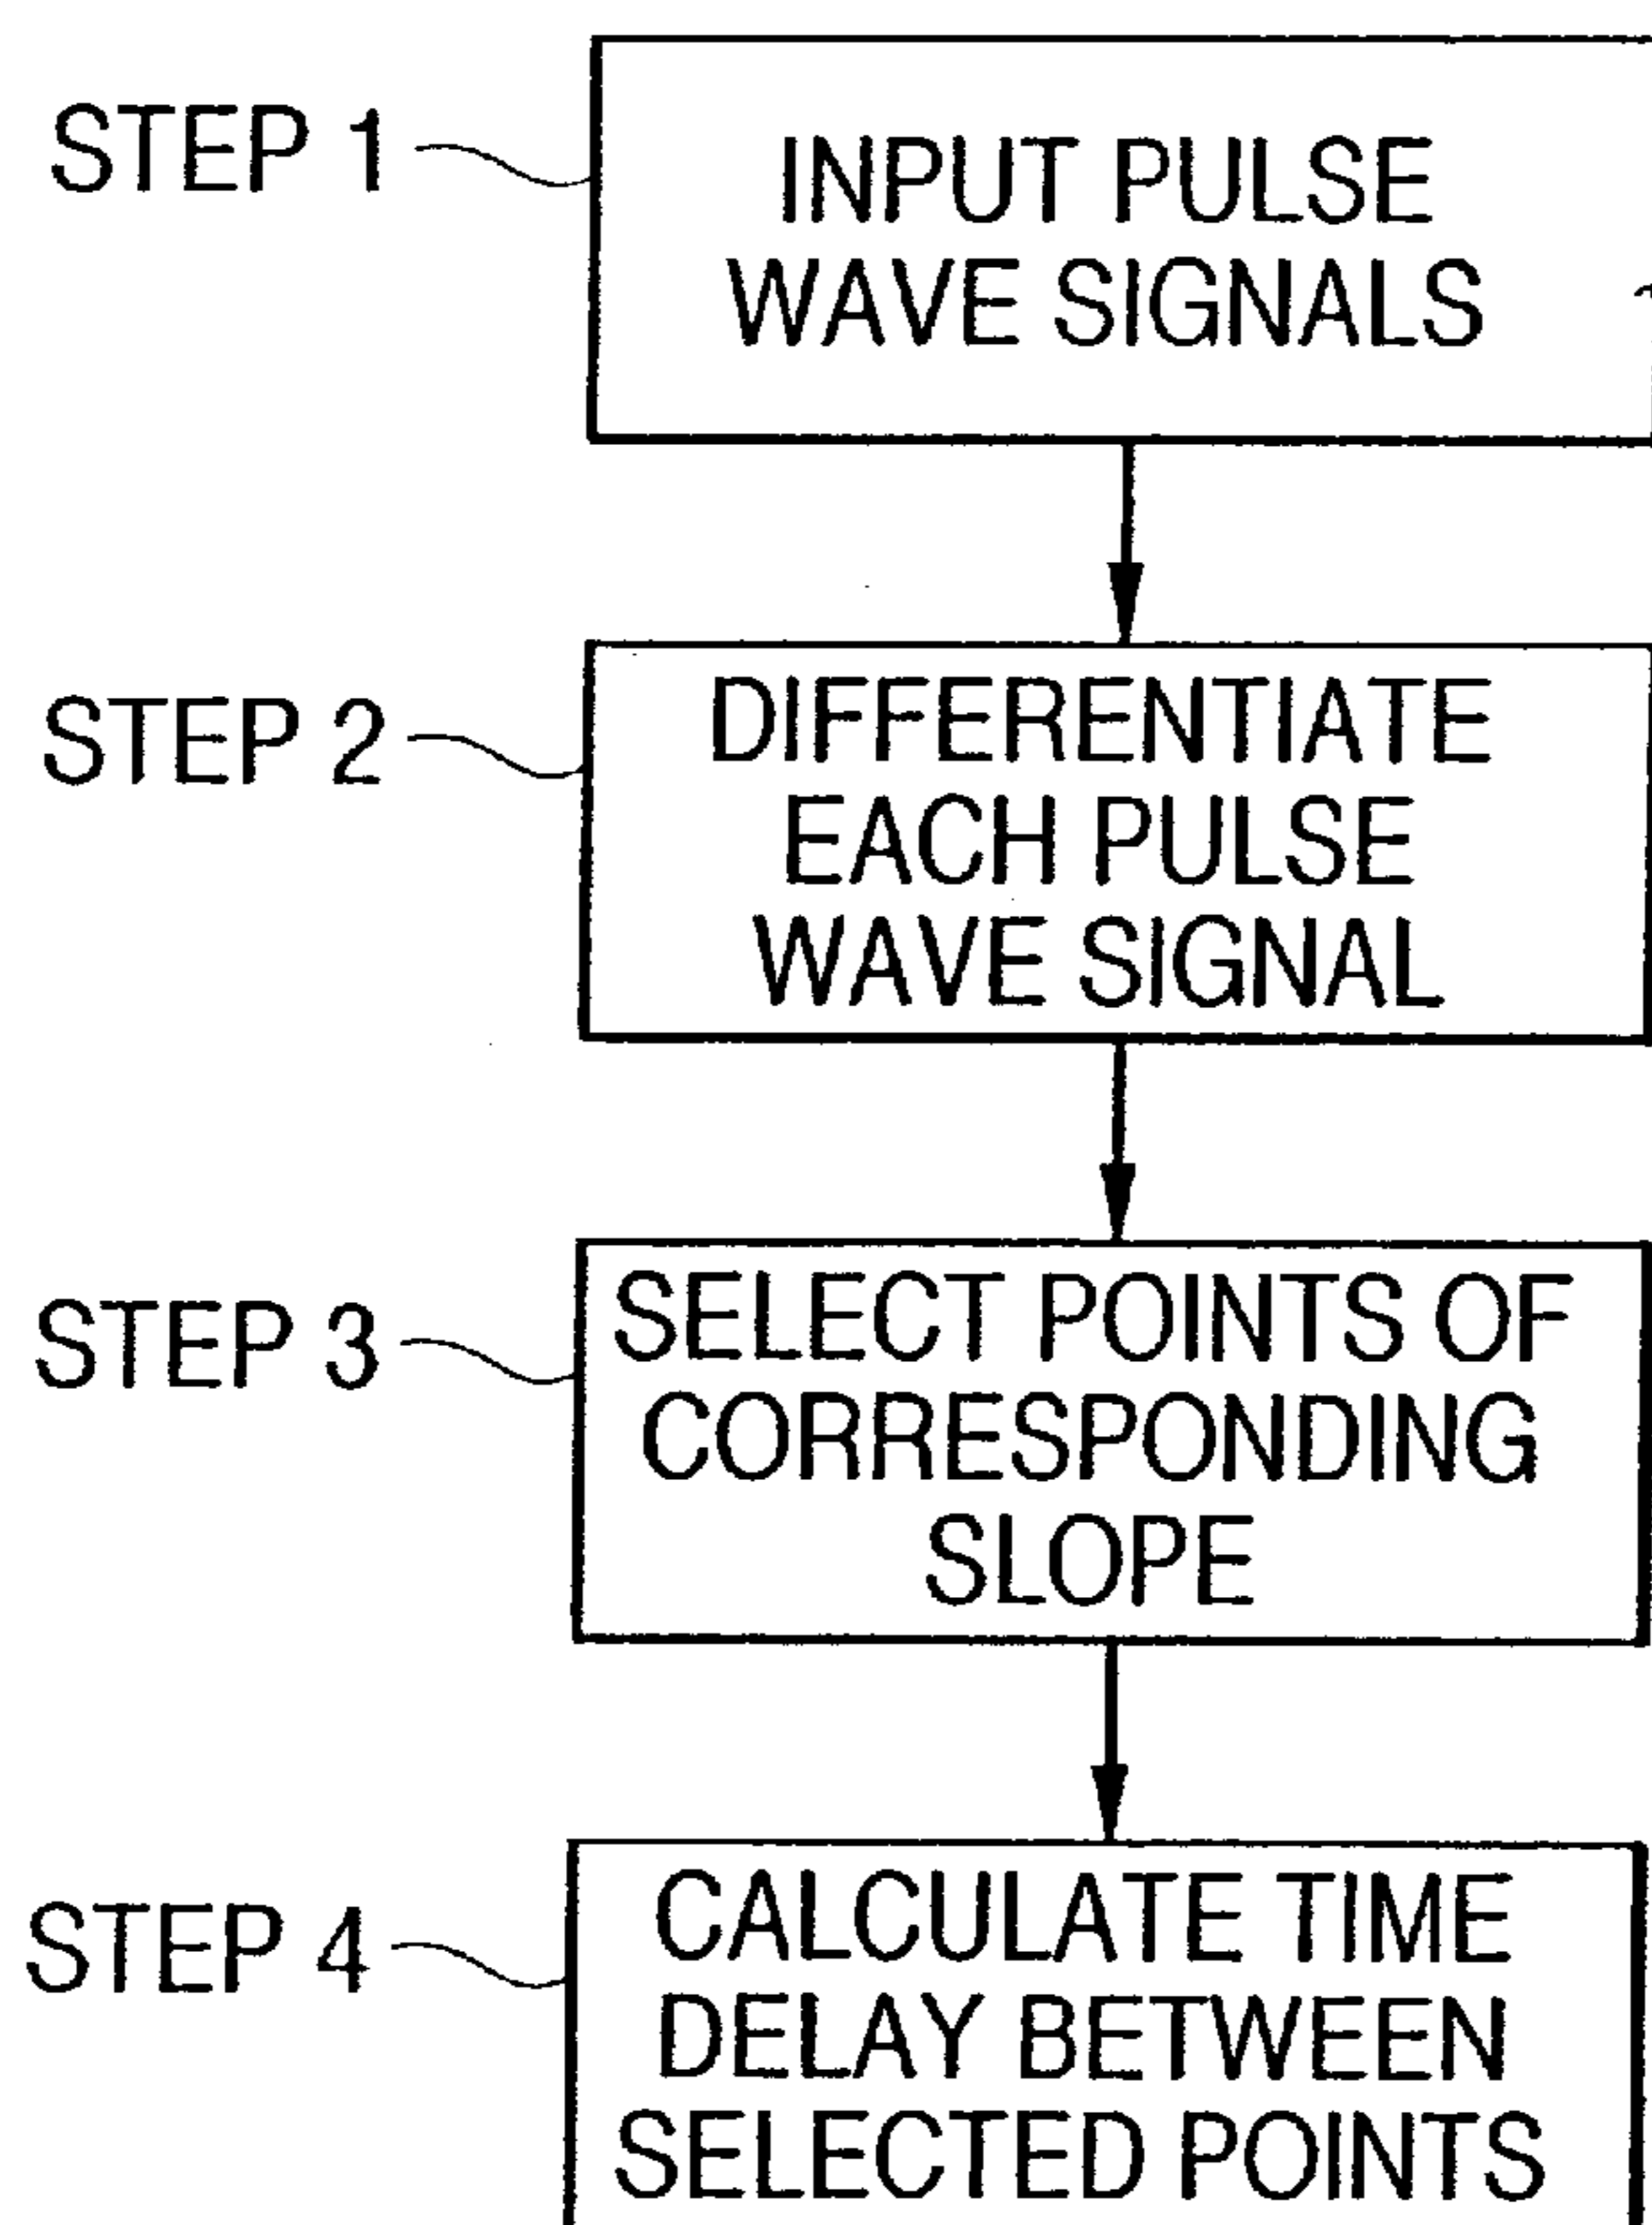 STEP 1
INPUT PULSE
WAVE SIGNALS
STEP 2
DIFFERENTIATE
EACH PULSE
WAVE SIGNAL
STEP 3
SELECT POINTS OF
CORRESPONDING
SLOPE
STEP 4
CALCULATE TIME
DELAY BETWEEN
SELECTED POINTS